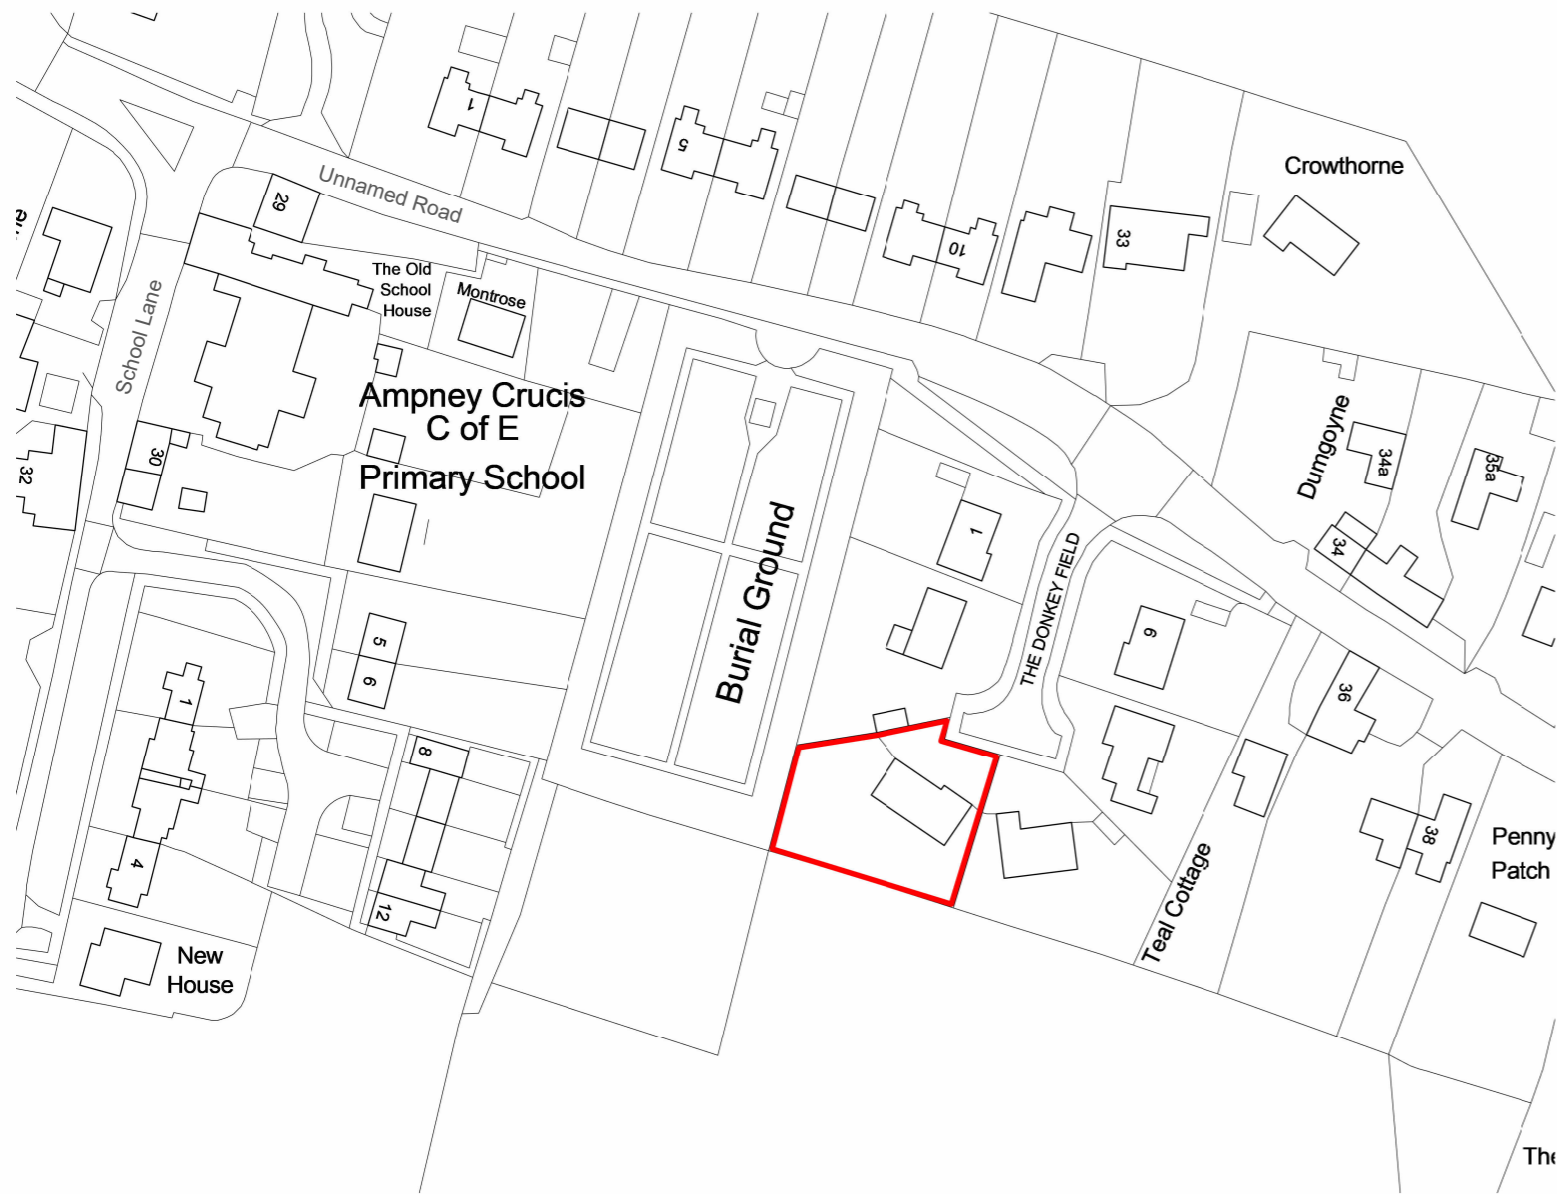 1
5
10
33
Crowthorne
29
Unnamed Road
The Old
School
House
Montrose
School Lane
Ampney Crucis
C of E
Primary School
30
32
Burial Ground
Dumgoyne
34a
35a
34
1
THE DONKEY FIELD
6
36
5
6
1
8
4
12
New
House
Teal Cottage
38
Penny
Patch